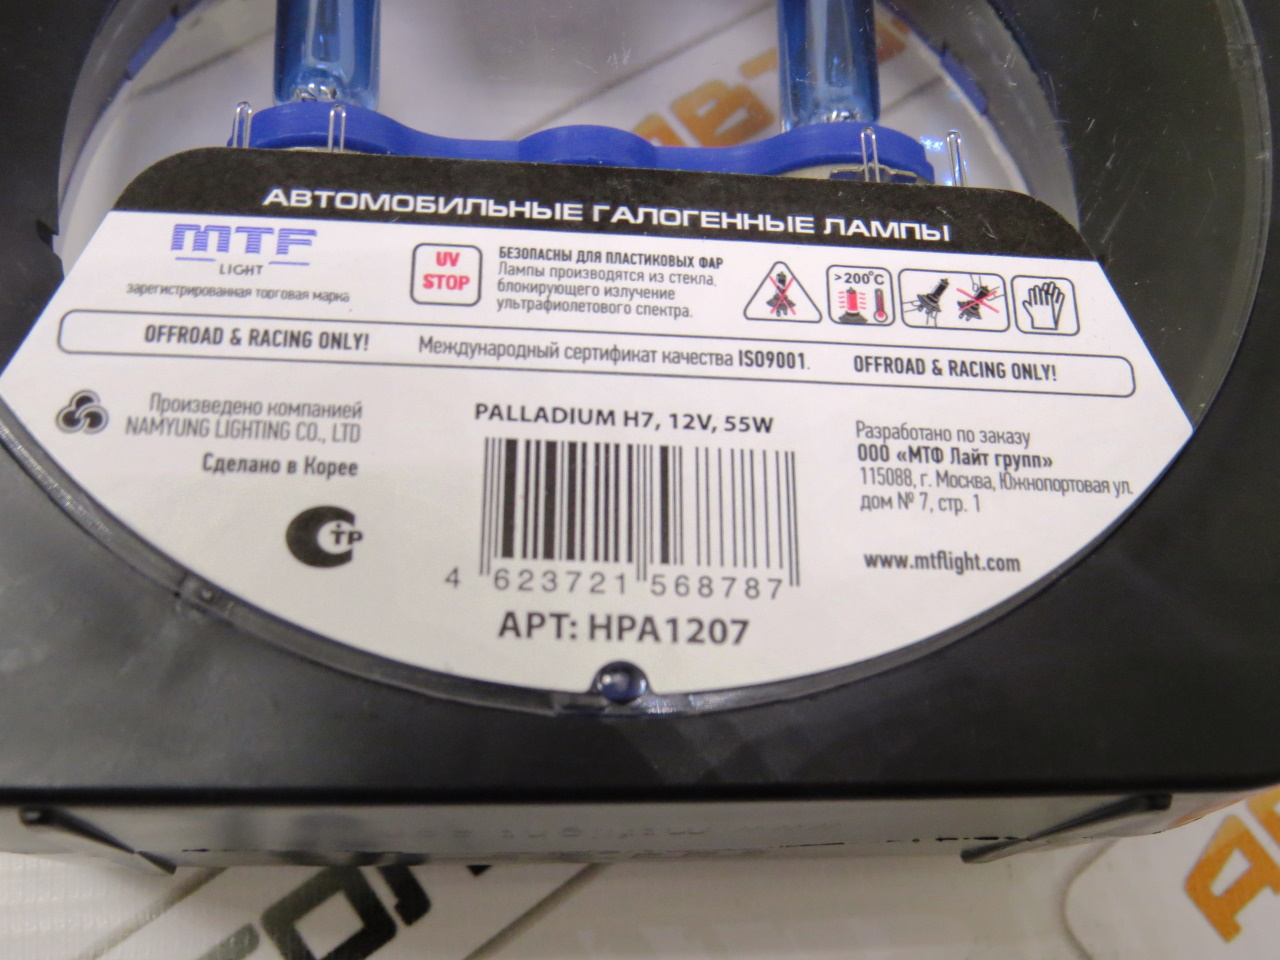 АВТОМОБИЛЬНЫЕ ГАЛОГЕННЫЕ ЛАМПЫ
MTF
LIGHT
зарегистрированная торговая марка
UV
STOP
БЕЗОПАСНЫ ДЛЯ ПЛАСТИКОВЫХ ФАР
Лампы производятся из стекла,
блокирующего излучение
ультрафиолетового спектра.
>200°C
OFFROAD & RACING ONLY!
Международный сертификат качества ISO9001.
OFFROAD & RACING ONLY!
Произведено компанией
NAMYUNG LIGHTING CO., LTD
Сделано в Корее
PALLADIUM H7, 12V, 55W
4 623721 568787
АРТ: HPA1207
Разработано по заказу
ООО «МТФ Лайт групп»
115088, г. Москва, Южнопортовая ул.
дом № 7, стр. 1
www.mtflight.com